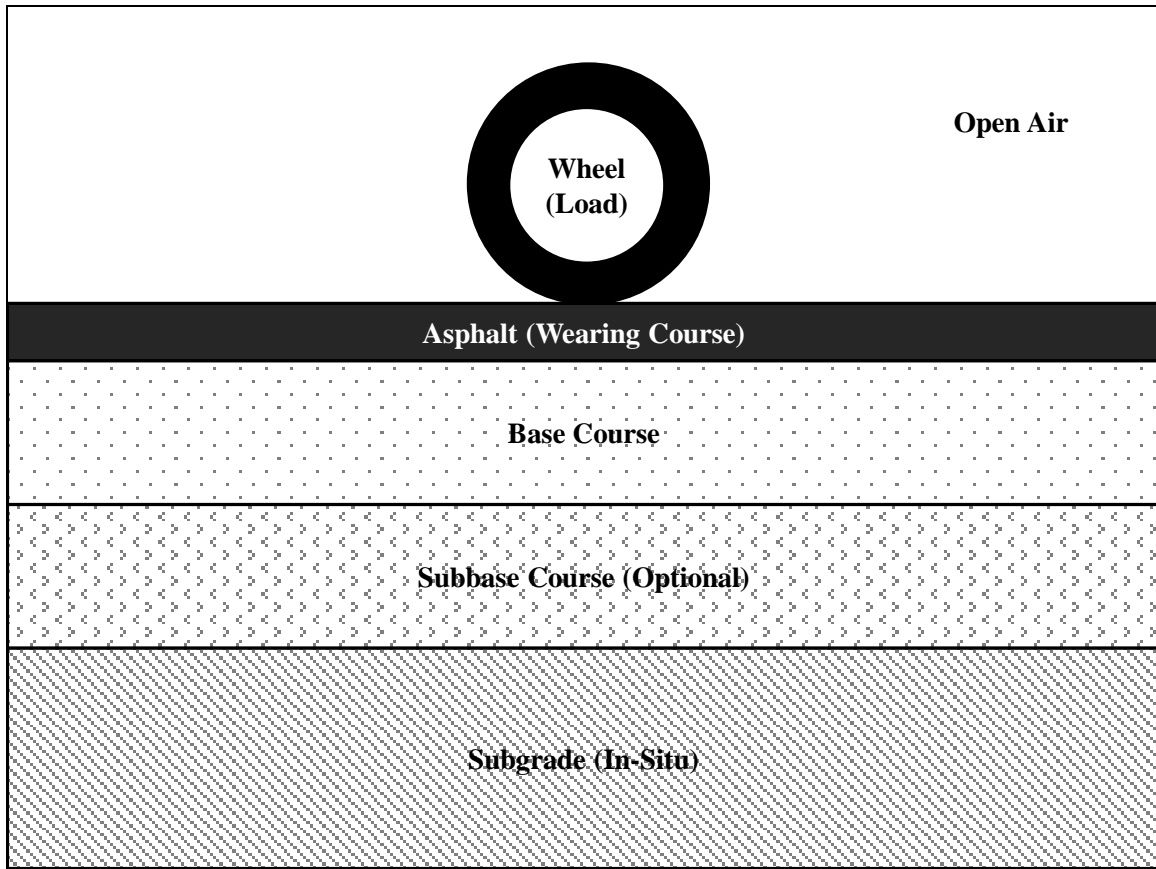 Open Air
Wheel
(Load)
Asphalt (Wearing Course)
Base Course
Subbase Course (Optional)
Subgrade (In-Situ)